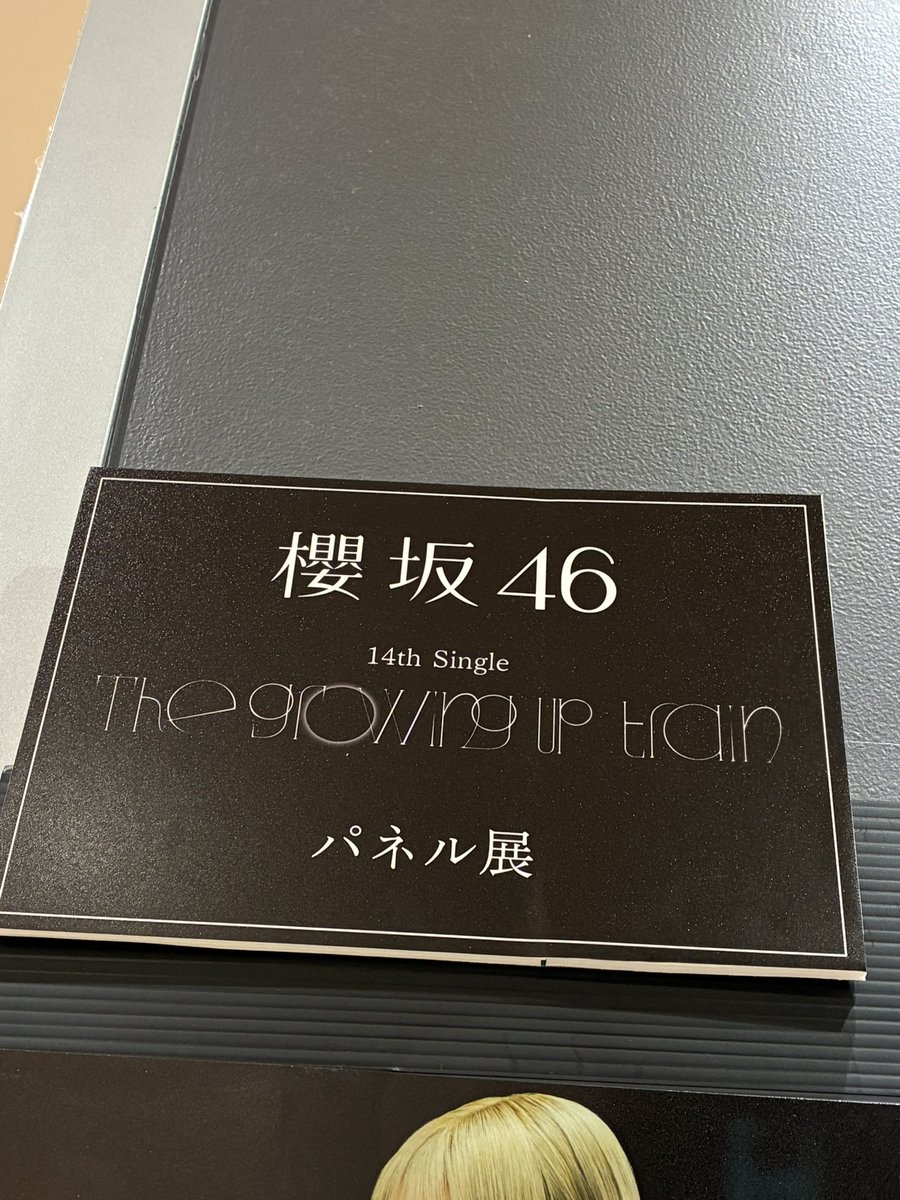 櫻坂46
14th Single
The growing up train
パネル展